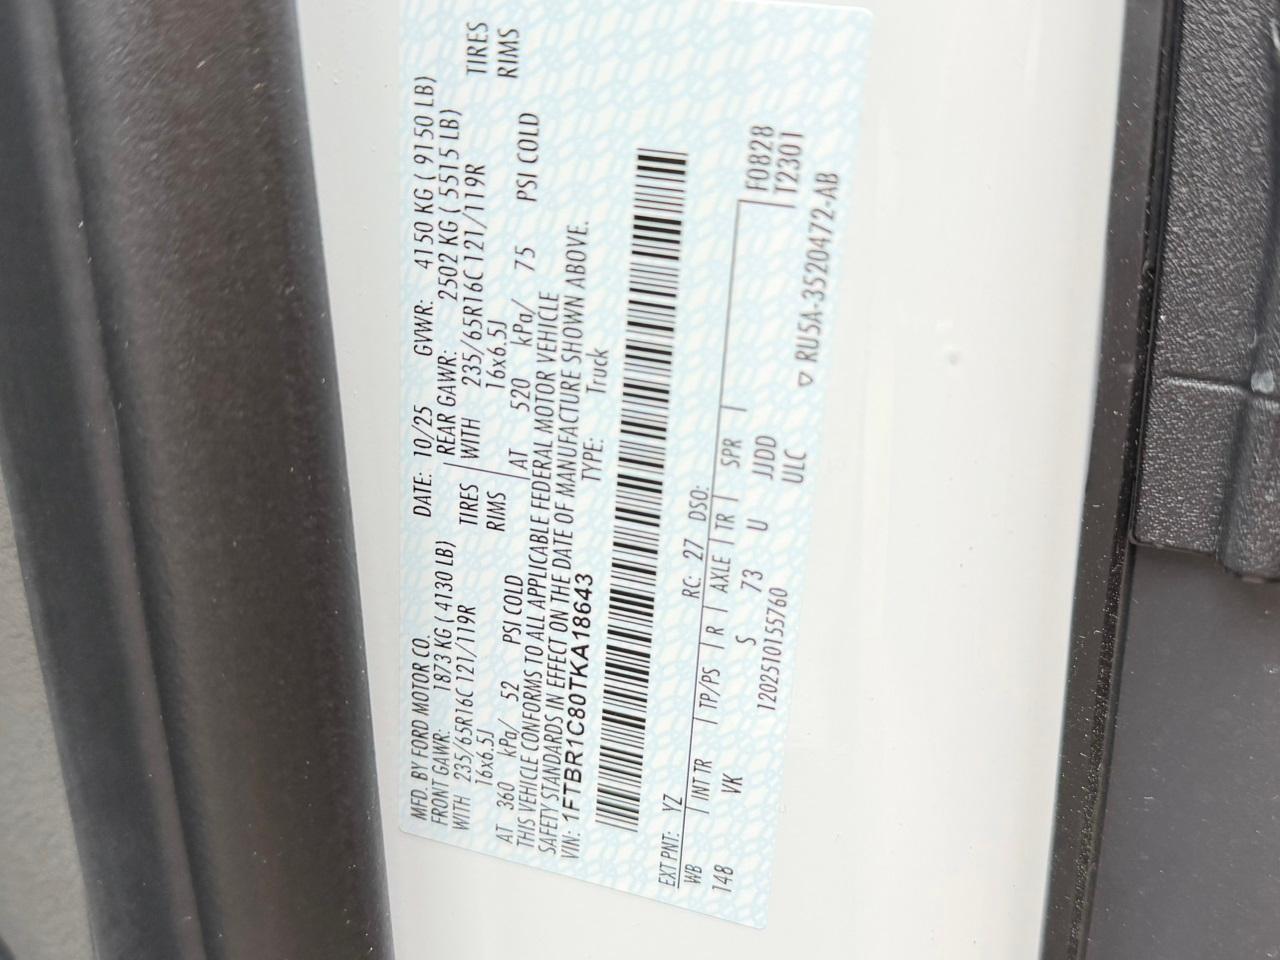 MFD. BY FORD MOTOR CO. DATE: 10/25 GVWR: 4150 KG ( 9150 LB)
FRONT GAWR: 1873 KG ( 4130 LB) REAR GAWR: 2502 KG ( 5515 LB)
WITH 235/65R16C 121/119R TIRES WITH 235/65R16C 121/119R TIRES
16x6.5J RIMS 16x6.5J RIMS
AT 360 kPa/ 52 PSI COLD AT 520 kPa/ 75 PSI COLD
THIS VEHICLE CONFORMS TO ALL APPLICABLE FEDERAL MOTOR VEHICLE
SAFETY STANDARDS IN EFFECT ON THE DATE OF MANUFACTURE SHOWN ABOVE.
VIN: 1FTBR1C80TKA18643 TYPE: Truck
EXT PNT: YZ RC: 27 DSO: F0828
WB INT TR TP/PS R AXLE TR SPR T2301
148 VK S 73 U JJDD
120251015760 ULC
▽ RU5A-3520472-AB